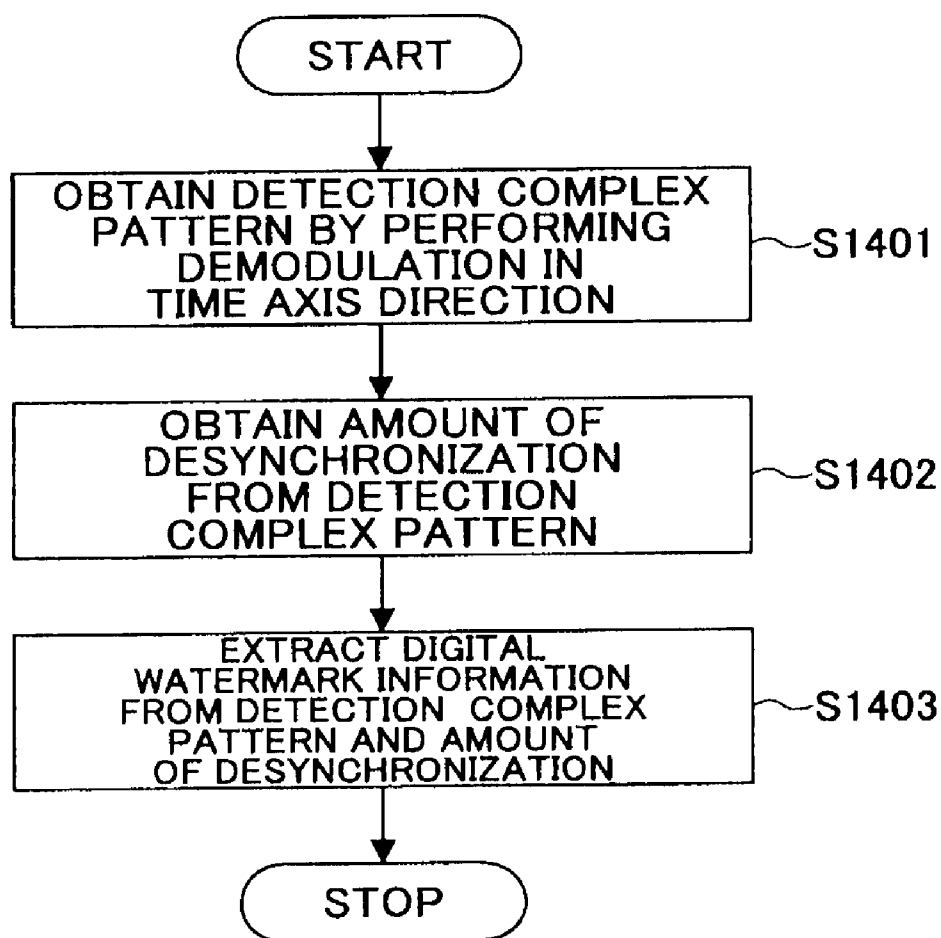 START
OBTAIN DETECTION COMPLEX
PATTERN BY PERFORMING
DEMODULATION IN
TIME AXIS DIRECTION
S1401
OBTAIN AMOUNT OF
DESYNCHRONIZATION
FROM DETECTION
COMPLEX PATTERN
S1402
EXTRACT DIGITAL
WATERMARK INFORMATION
FROM DETECTION COMPLEX
PATTERN AND AMOUNT
OF DESYNCHRONIZATION
S1403
STOP